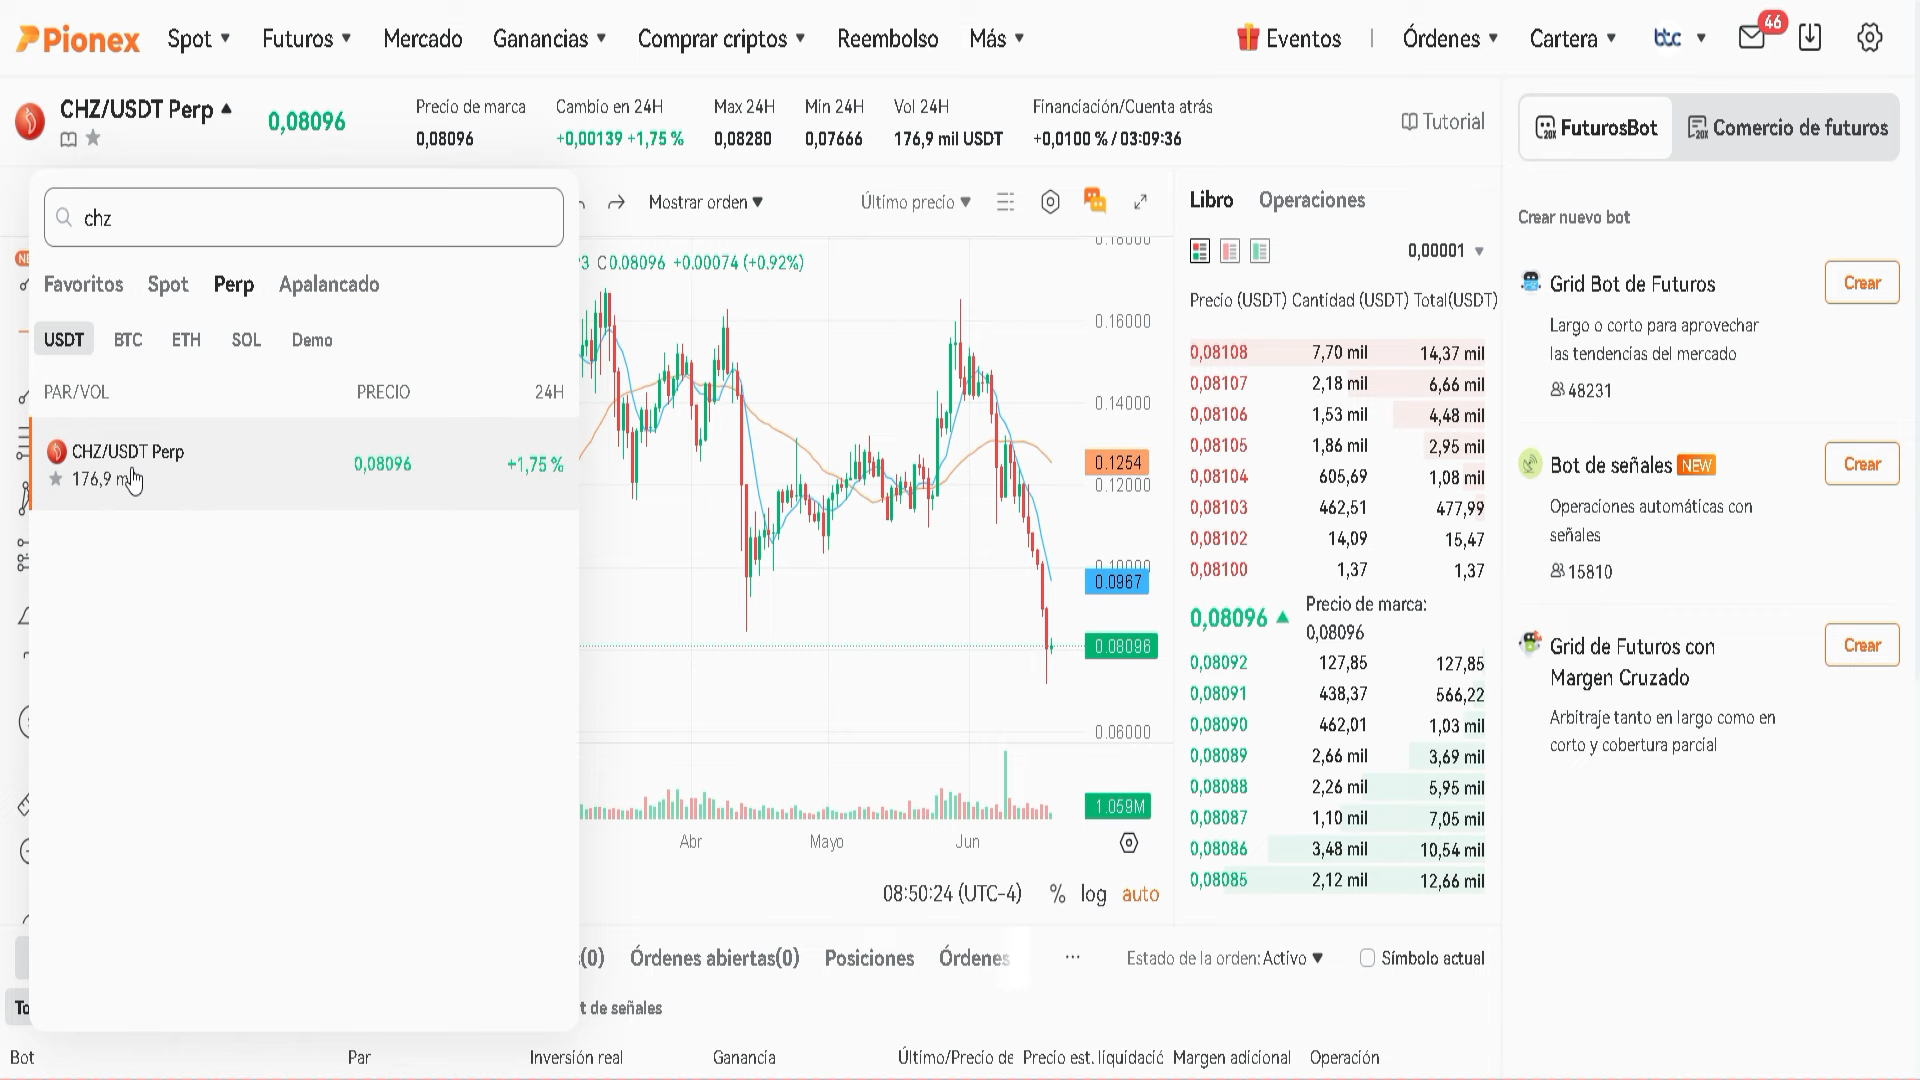 Pionex Spot Futuros Mercado Ganancias Comprar criptos Reembolso Más Eventos | Órdenes Cartera btc 46
CHZ/USDT Perp
0,08096
Precio de marca
0,08096
Cambio en 24H
+0,00139 +1,75 %
Max 24H
0,08280
Min 24H
0,07666
Vol 24H
176,9 mil USDT
Financiación/Cuenta atrás
+0,0100 % / 03:09:36
Tutorial
FuturosBot Comercio de futuros
chz
Favoritos Spot Perp Apalancado
USDT BTC ETH SOL Demo
PAR/VOL PRECIO 24H
CHZ/USDT Perp
176,9 m
0,08096 +1,75 %
Mostrar orden Último precio
C0.08096 +0.00074 (+0.92%)
0.18000
0.16000
0.14000
0.1254
0.12000
0.10000
0.0967
0.08096
0.06000
1.059M
Abr Mayo Jun
08:50:24 (UTC-4) % log auto
Libro Operaciones
0,00001
Precio (USDT) Cantidad (USDT) Total(USDT)
0,08108 7,70 mil 14,37 mil
0,08107 2,18 mil 6,66 mil
0,08106 1,53 mil 4,48 mil
0,08105 1,86 mil 2,95 mil
0,08104 605,69 1,08 mil
0,08103 462,51 477,99
0,08102 14,09 15,47
0,08100 1,37 1,37
0,08096 Precio de marca:
0,08096
0,08092 127,85 127,85
0,08091 438,37 566,22
0,08090 462,01 1,03 mil
0,08089 2,66 mil 3,69 mil
0,08088 2,26 mil 5,95 mil
0,08087 1,10 mil 7,05 mil
0,08086 3,48 mil 10,54 mil
0,08085 2,12 mil 12,66 mil
Crear nuevo bot
Grid Bot de Futuros Crear
Largo o corto para aprovechar
las tendencias del mercado
48231
Bot de señales NEW Crear
Operaciones automáticas con
señales
15810
Grid de Futuros con
Margen Cruzado
Crear
Arbitraje tanto en largo como en
corto y cobertura parcial
(0) Órdenes abiertas(0) Posiciones Órdenes ... Estado de la orden:Activo Símbolo actual
To t de señales
Bot Par Inversión real Ganancia Último/Precio de Precio est. liquidació Margen adicional Operación